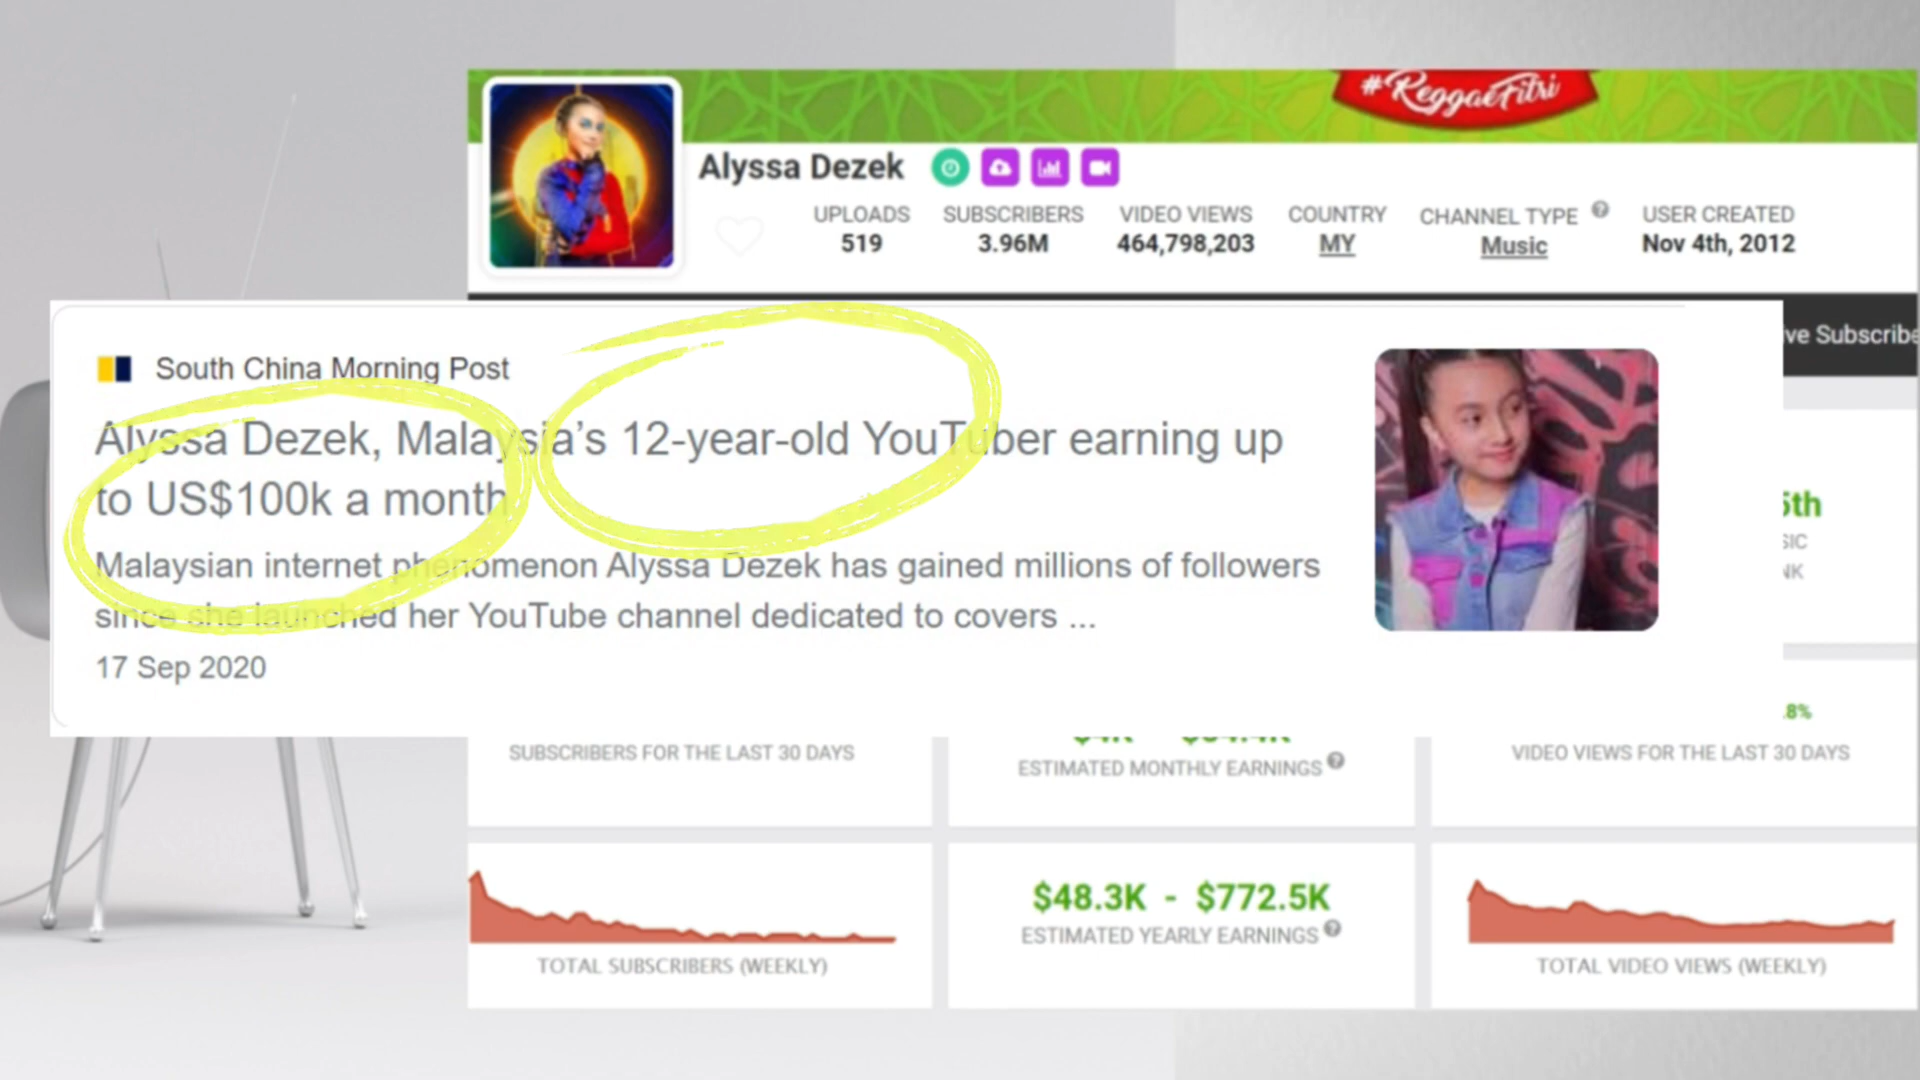 #ReggaeFitri
Alyssa Dezek
UPLOADS
519
SUBSCRIBERS
3.96M
VIDEO VIEWS
464,798,203
COUNTRY
MY
CHANNEL TYPE
Music
USER CREATED
Nov 4th, 2012
South China Morning Post
Alyssa Dezek, Malaysia's 12-year-old YouTuber earning up
to US$100k a month
Malaysian internet phenomenon Alyssa Dezek has gained millions of followers
since she launched her YouTube channel dedicated to covers ...
17 Sep 2020
5th
.8%
SUBSCRIBERS FOR THE LAST 30 DAYS
ESTIMATED MONTHLY EARNINGS
VIDEO VIEWS FOR THE LAST 30 DAYS
$48.3K - $772.5K
ESTIMATED YEARLY EARNINGS
TOTAL SUBSCRIBERS (WEEKLY)
TOTAL VIDEO VIEWS (WEEKLY)